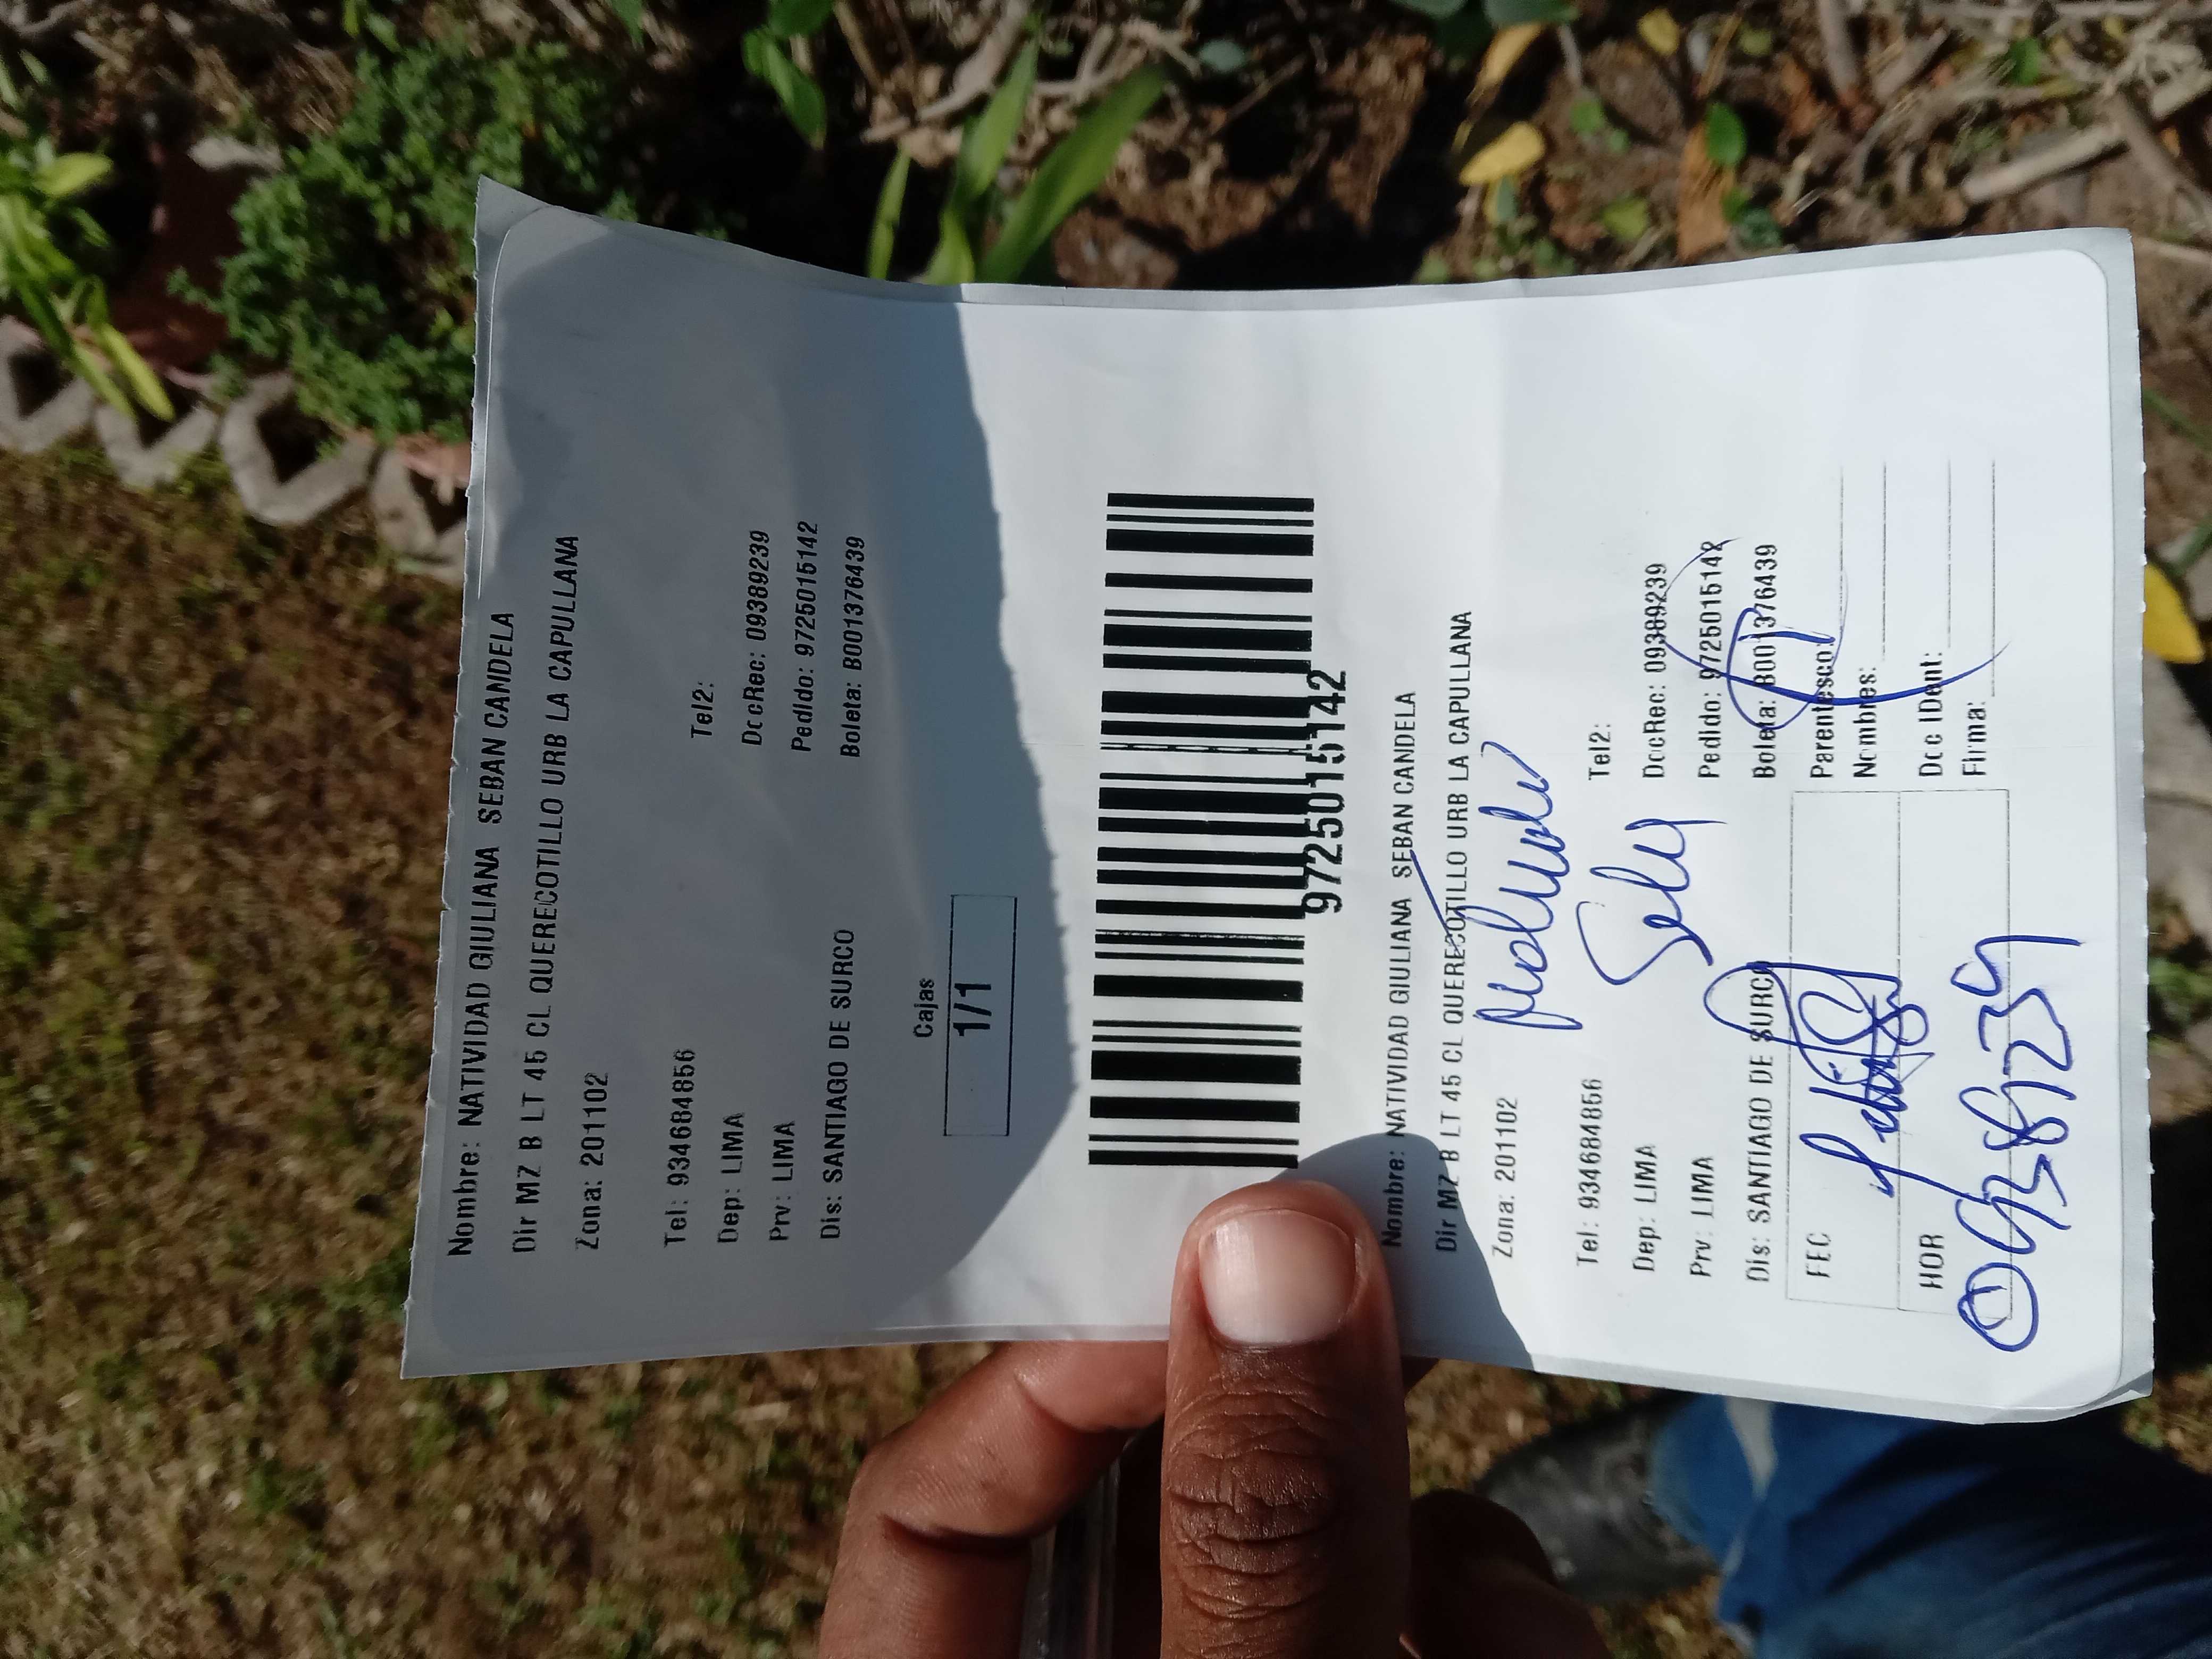 Nombre: NATIVIDAD GIULIANA SEBAN CANDELA
Dir MZ B LT 45 CL QUERECOTILLO URB LA CAPULLANA
Zona: 201102
Tel: 934684856 Tel2:
Dep: LIMA DocRec: 09389239
Prv: LIMA Pedido: 9725015142
Dis: SANTIAGO DE SURCO Boleta: B001376439
Cajas
1/1
9725015142
Nombre: NATIVIDAD GIULIANA SEBAN CANDELA
Dir MZ B LT 45 CL QUERECOTILLO URB LA CAPULLANA
Zona: 201102
Tel: 934684856 Tel2:
Dep: LIMA DocRec: 09389239
Prv: LIMA Pedido: 9725015142
Dis: SANTIAGO DE SURCO Boleta: B001376439
FEC Parentesco:
Nombres:
HOR Doc IDent:
Firma: